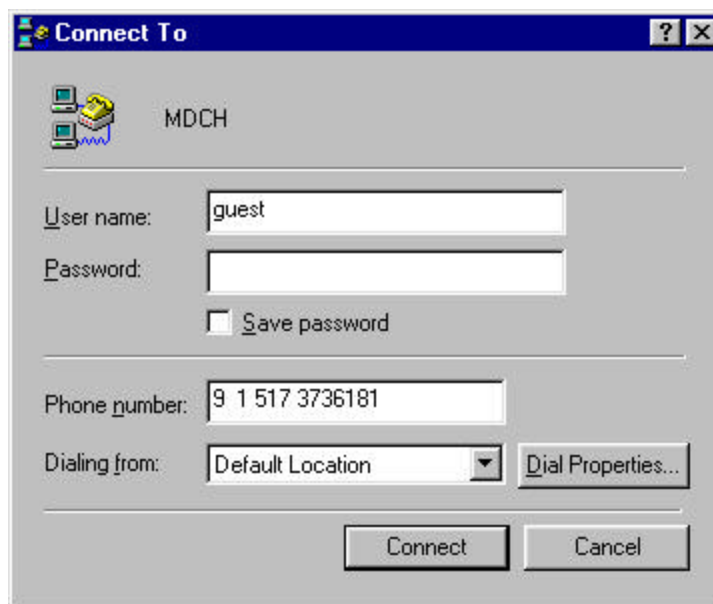 Connect To
MDCH
User name: guest
Password:
Save password
Phone number: 9 1 517 3736181
Dialing from: Default Location Dial Properties...
Connect Cancel